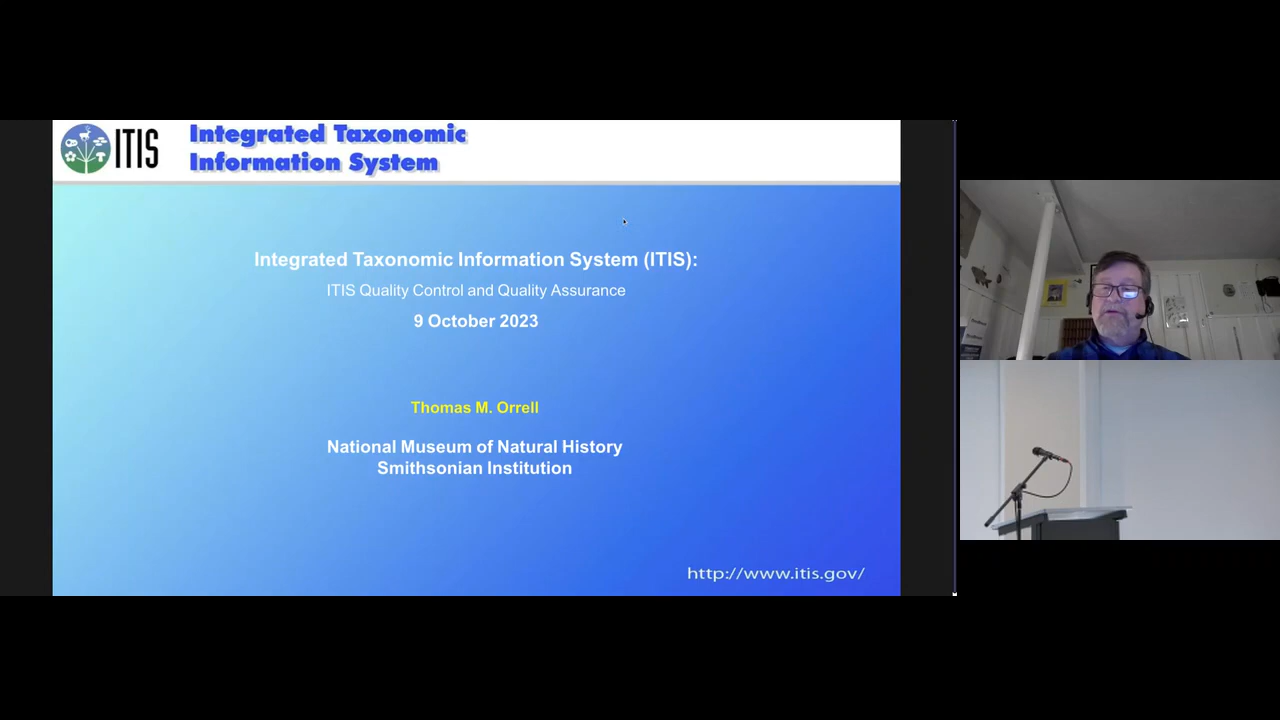 ITIS
Integrated Taxonomic
Information System
Integrated Taxonomic Information System (ITIS):
ITIS Quality Control and Quality Assurance
9 October 2023
Thomas M. Orrell
National Museum of Natural History
Smithsonian Institution
http://www.itis.gov/